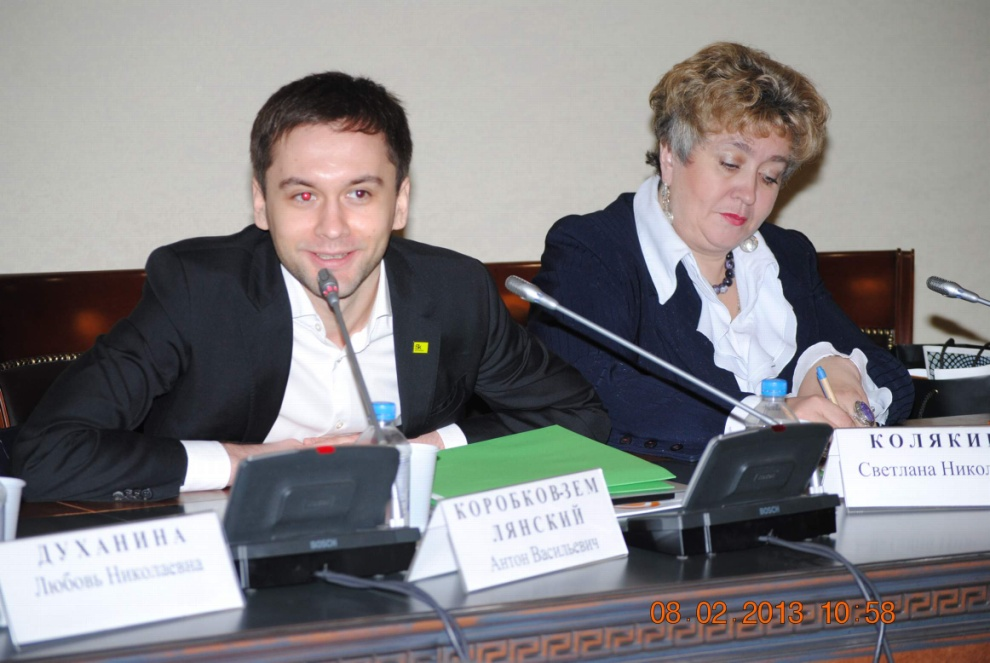 ДУХАНИНА
Любовь Николаевна
КОРОБКОВ-ЗЕМ
ЛЯНСКИЙ
Антон Васильевич
КОЛЯКИ
Светлана Никол
BOSCH
BOSCH
08.02.2013 10:58